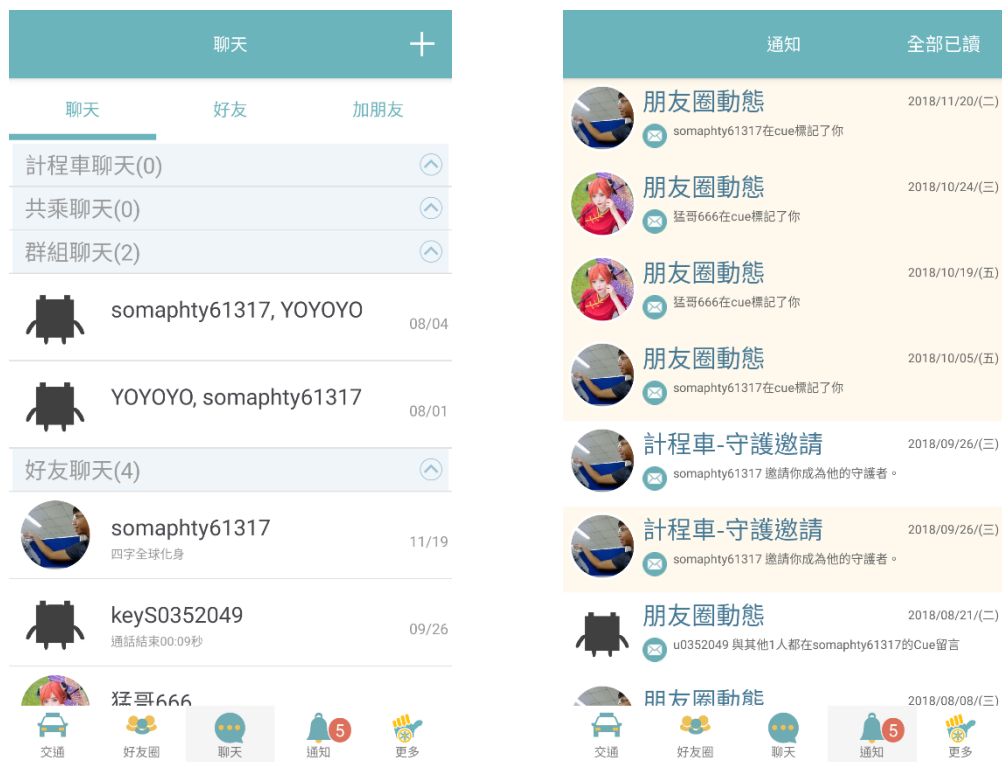 聊天
聊天 好友 加朋友
計程車聊天(0)
共乘聊天(0)
群組聊天(2)
somaphty61317, YOYOYO
08/04
YOYOYO, somaphty61317
08/01
好友聊天(4)
somaphty61317
四字全球化身
11/19
keyS0352049
通話結束00:09秒
09/26
猛哥666
交通 好友圈 聊天 通知 5 更多
通知 全部已讀
朋友圈動態 2018/11/20/(二)
somaphty61317在cue標記了你
朋友圈動態 2018/10/24/(三)
猛哥666在cue標記了你
朋友圈動態 2018/10/19/(五)
猛哥666在cue標記了你
朋友圈動態 2018/10/05/(五)
somaphty61317在cue標記了你
計程車-守護邀請 2018/09/26/(三)
somaphty61317 邀請你成為他的守護者。
計程車-守護邀請 2018/09/26/(三)
somaphty61317 邀請你成為他的守護者。
朋友圈動態 2018/08/21/(二)
u0352049 與其他1人都在somaphty61317的Cue留言
朋友圈動態 2018/08/08/(三)
交通 好友圈 聊天 通知 5 更多